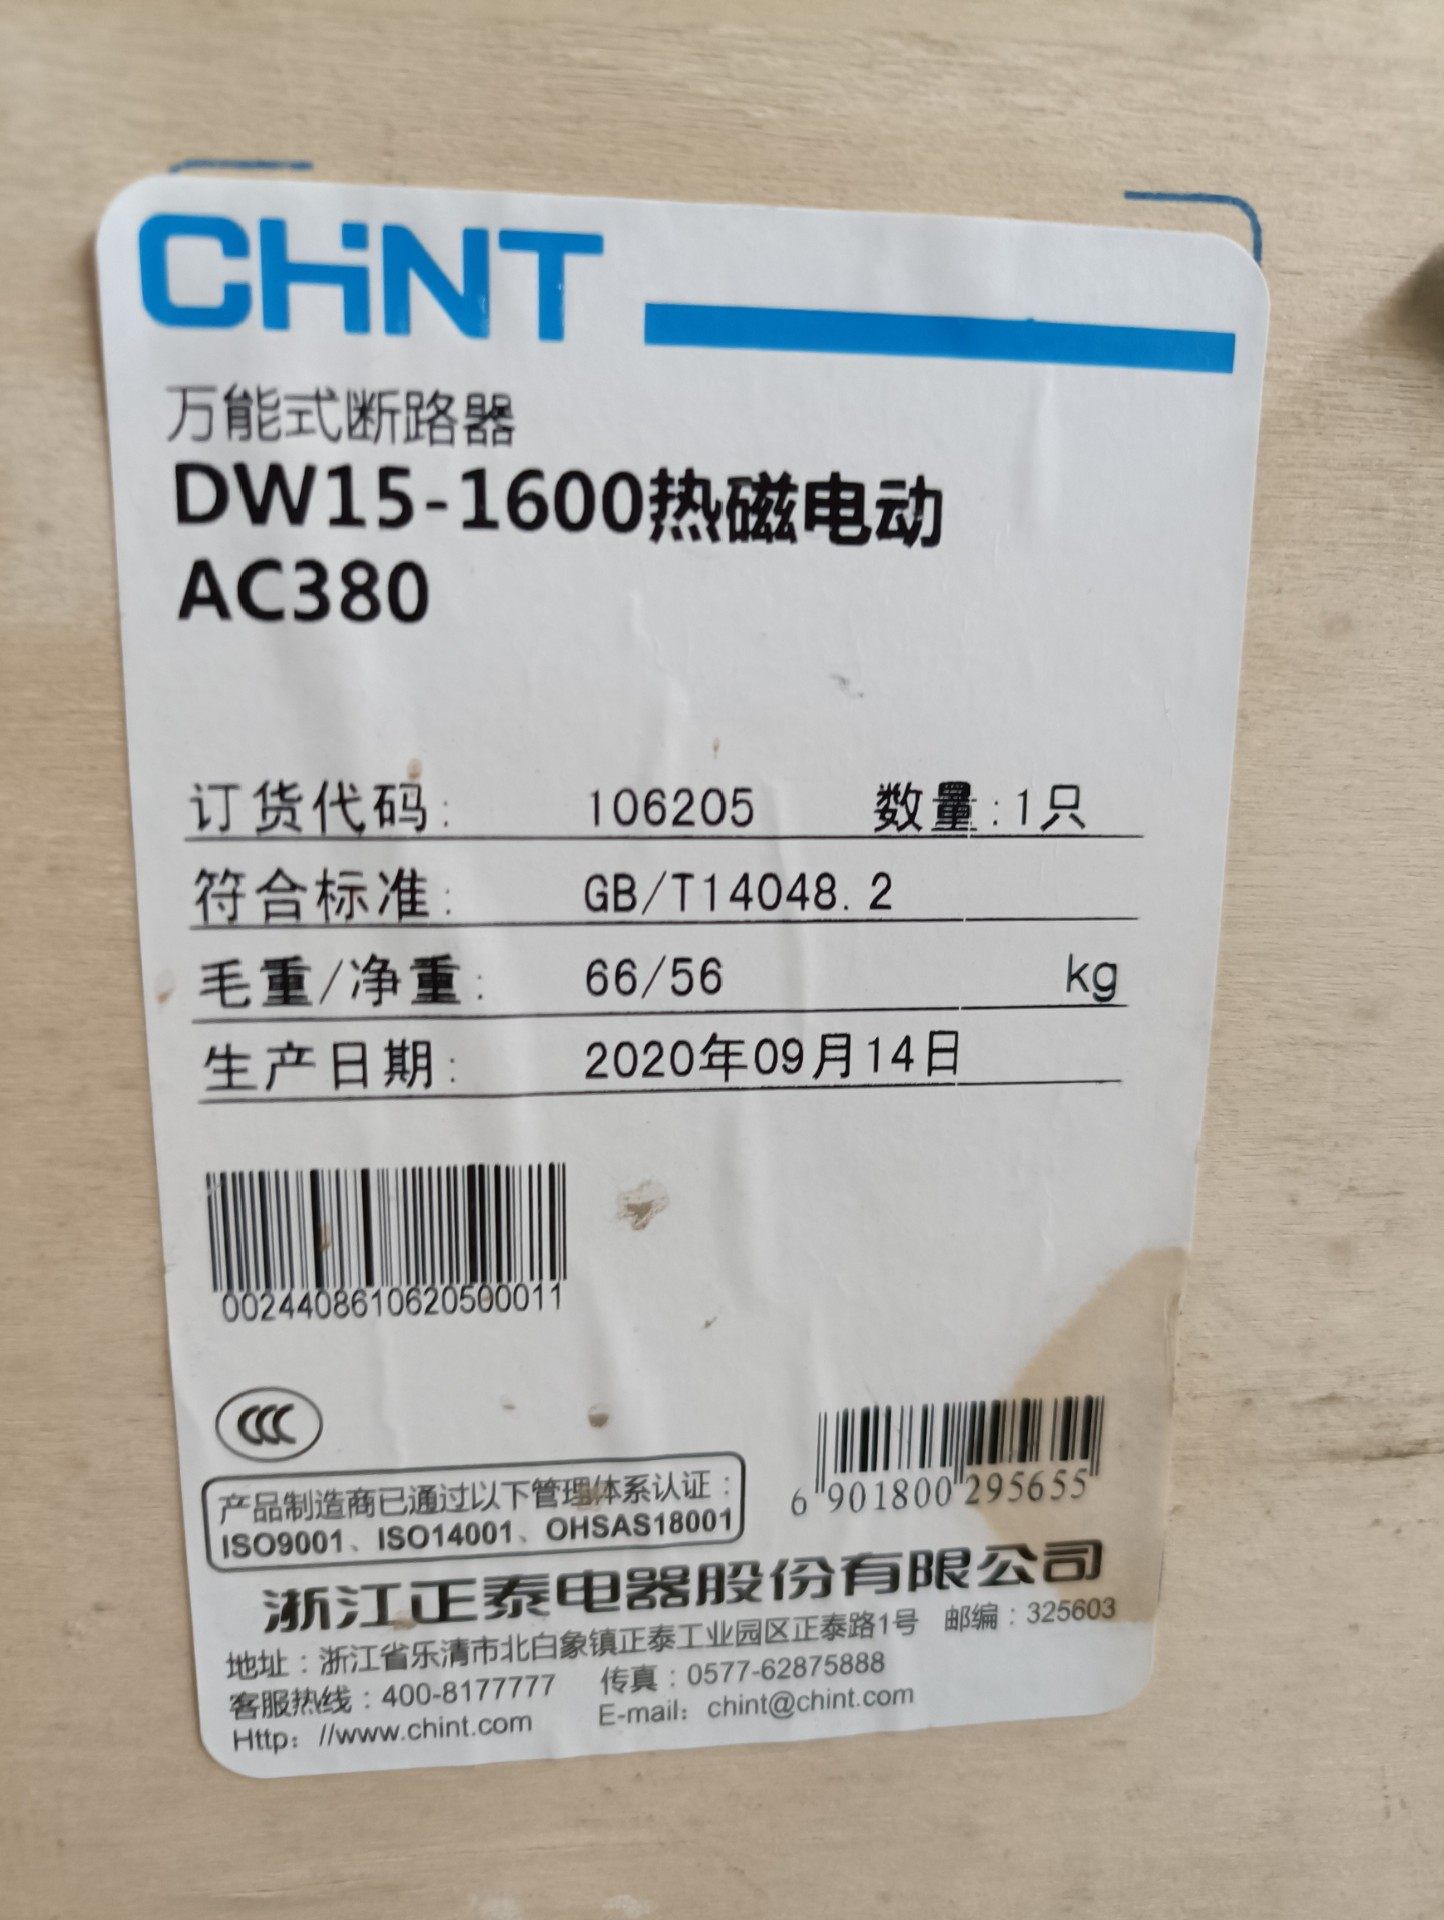 CHiNT
万能式断路器
DW15-1600热磁电动
AC380
订货代码: 106205 数量:1只
符合标准: GB/T14048.2
毛重/净重: 66/56 kg
生产日期: 2020年09月14日
0024408610620500011
CCC
6 901800 295655
产品制造商已通过以下管理体系认证:
ISO9001、ISO14001、OHSAS18001
浙江正泰电器股份有限公司
地址:浙江省乐清市北白象镇正泰工业园区正泰路1号 邮编:325603
客服热线:400-8177777 传真:0577-62875888
Http: //www.chint.com E-mail: chint@chint.com